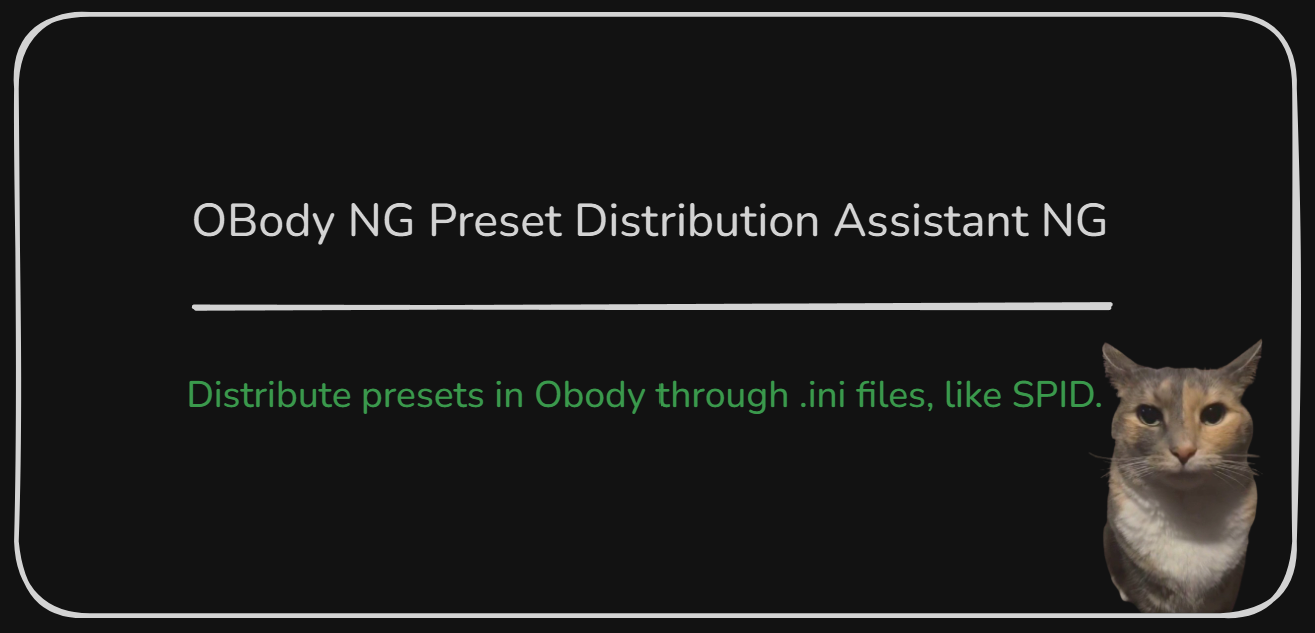 OBody NG Preset Distribution Assistant NG
Distribute presets in Obody through .ini files, like SPID.